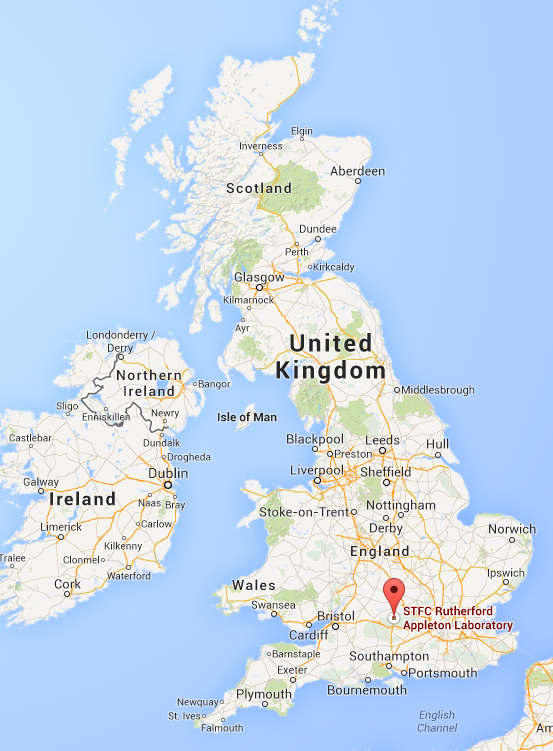 Elgin
Inverness
Aberdeen
Scotland
Dundee
Perth
Kirkcaldy
Glasgow
Kilmarnock
Ayr
Londonderry /
Derry
United
Kingdom
Northern
Ireland
Bangor
Middlesbrough
Sligo
Enniskillen
Newry
Isle of Man
Castlebar
Dundalk
Blackpool
Leeds
Hull
Drogheda
Preston
Dublin
Liverpool
Sheffield
Galway
Ireland
Naas
Bray
Nottingham
Stoke-on-Trent
Limerick
Carlow
Derby
Norwich
Kilkenny
England
Tralee
Clonmel
Waterford
Ipswich
Cork
Wales
Swansea
STFC Rutherford
Appleton Laboratory
Bristol
Cardiff
Barnstaple
Southampton
Exeter
Portsmouth
Plymouth
Bournemouth
Newquay
St. Ives
Falmouth
English
Channel
Am